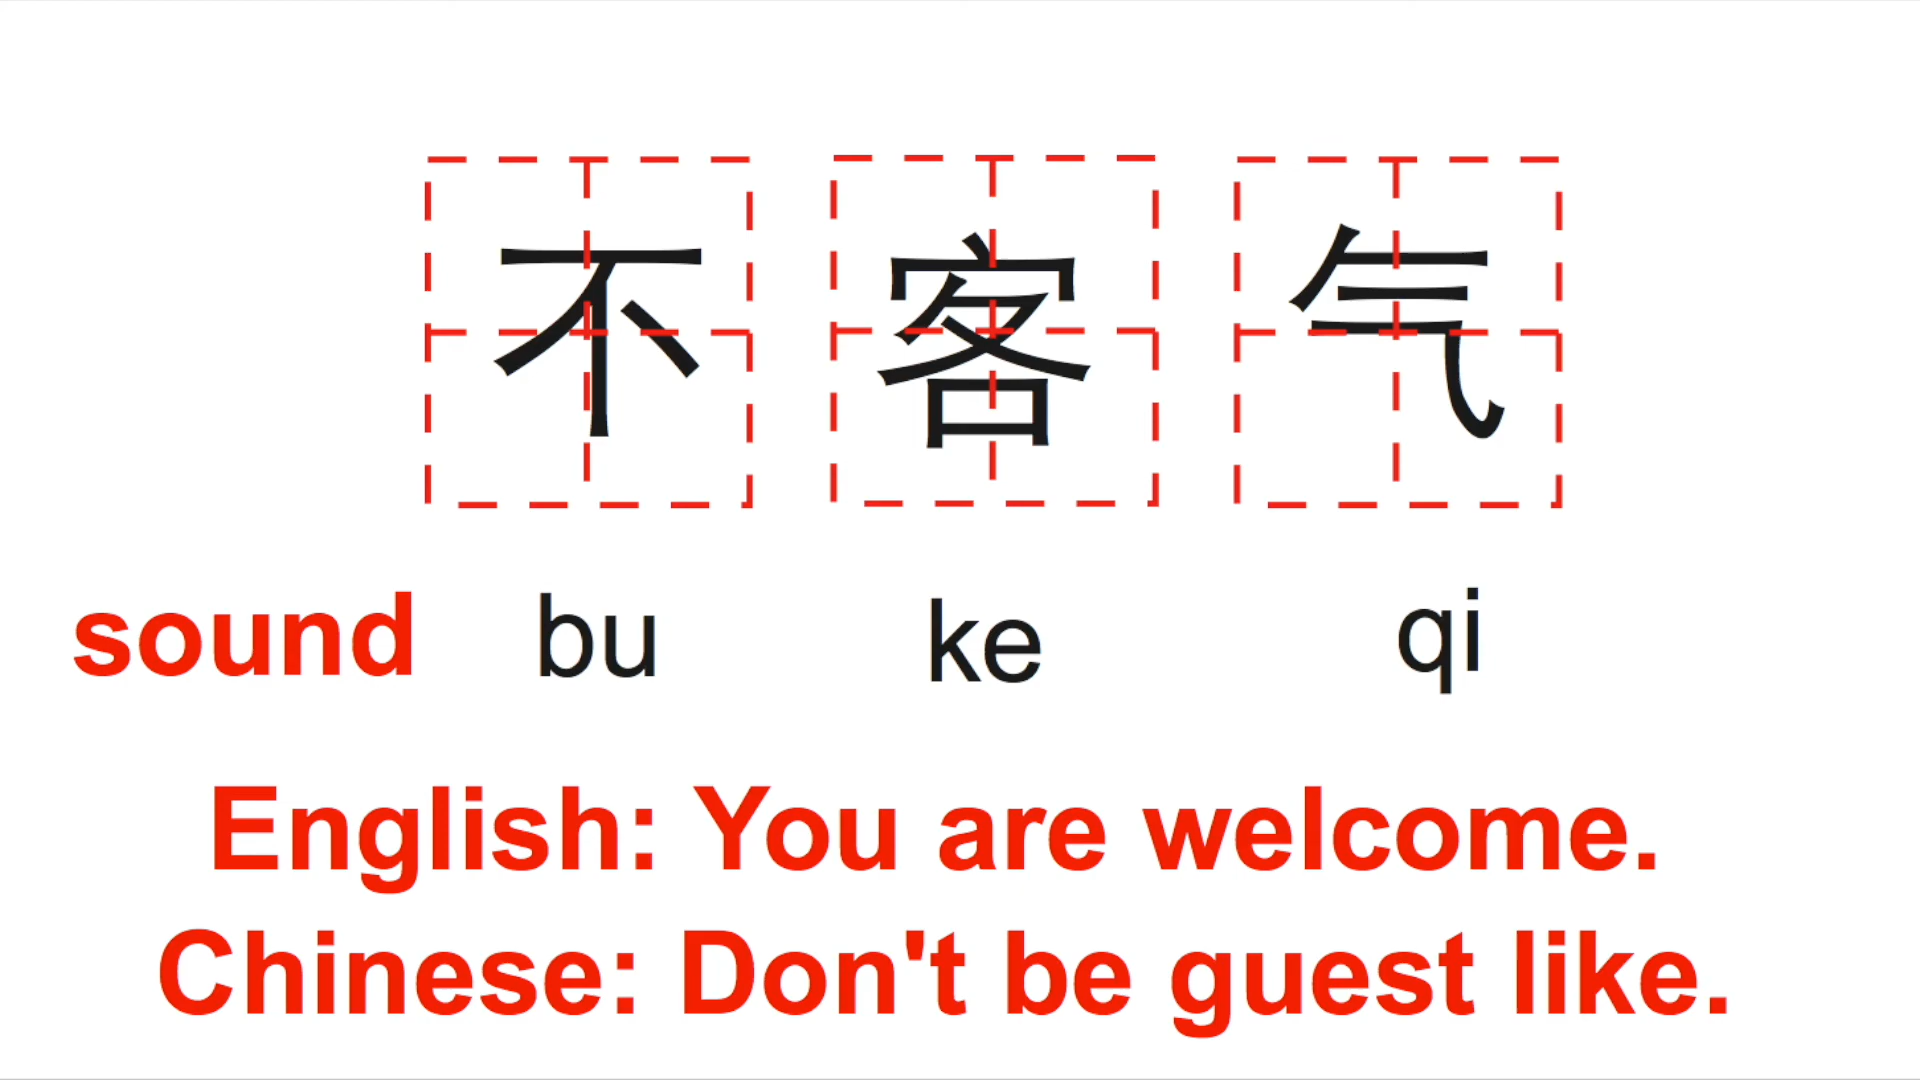 不 客 气
sound bu ke qi
English: You are welcome.
Chinese: Don't be guest like.